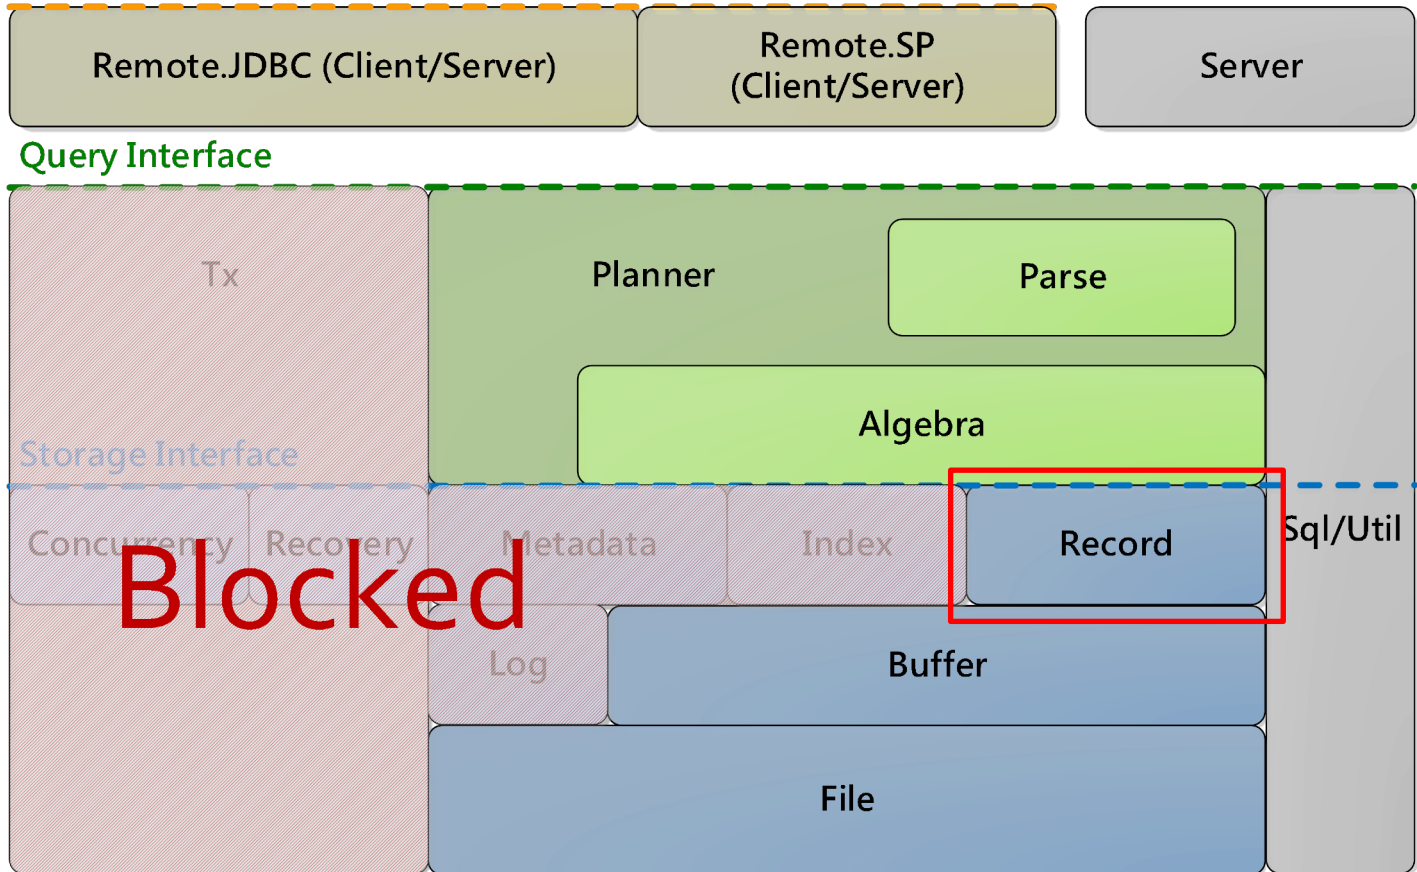 Remote.JDBC (Client/Server)
Remote.SP
(Client/Server)
Server
Query Interface
Tx
Planner
Parse
Algebra
Storage Interface
Concurrency
Recovery
Metadata
Index
Record
Sql/Util
Blocked
Log
Buffer
File